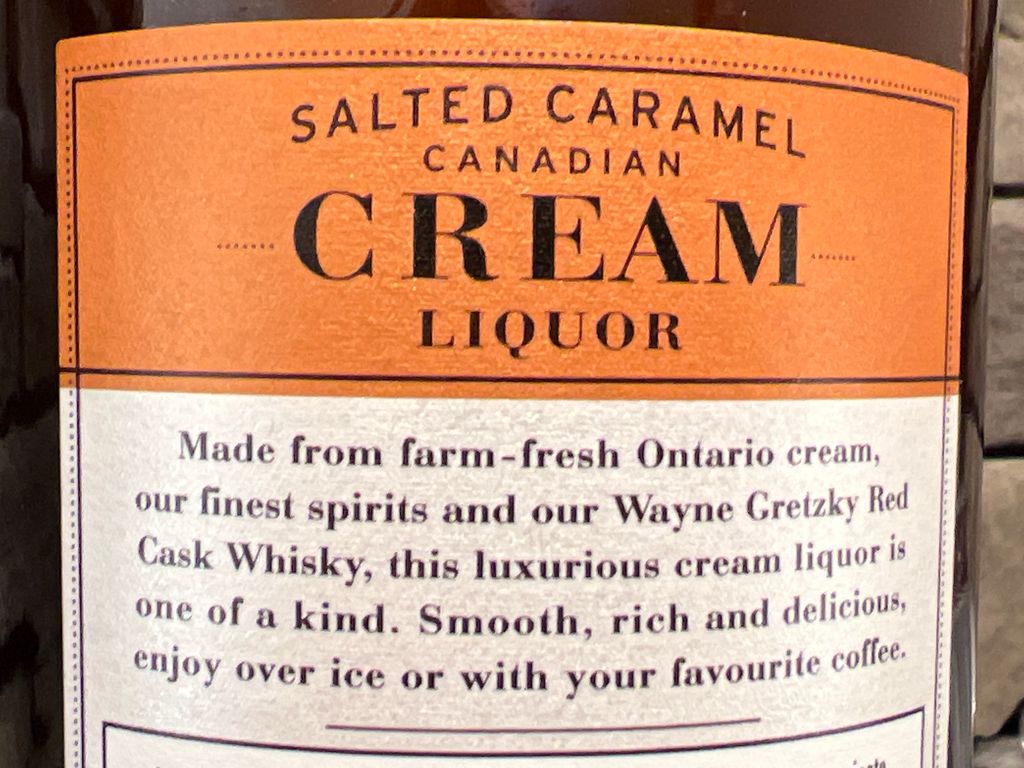 SALTED CARAMEL
CANADIAN
CREAM
LIQUOR
Made from farm-fresh Ontario cream,
our finest spirits and our Wayne Gretzky Red
Cask Whisky, this luxurious cream liquor is
one of a kind. Smooth, rich and delicious,
enjoy over ice or with your favourite coffee.